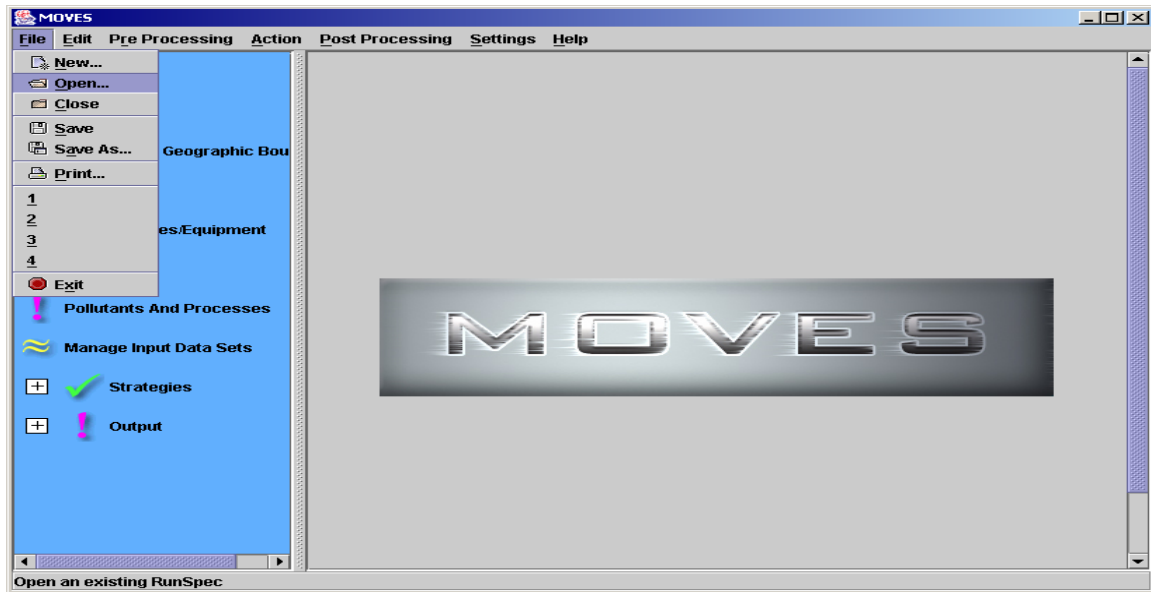 MOVES
File Edit Pre Processing Action Post Processing Settings Help
New...
Open...
Close
Save
Save As...
Geographic Bou
Print...
1
2
es/Equipment
3
4
Exit
Pollutants And Processes
MOVES
Manage Input Data Sets
Strategies
Output
Open an existing RunSpec